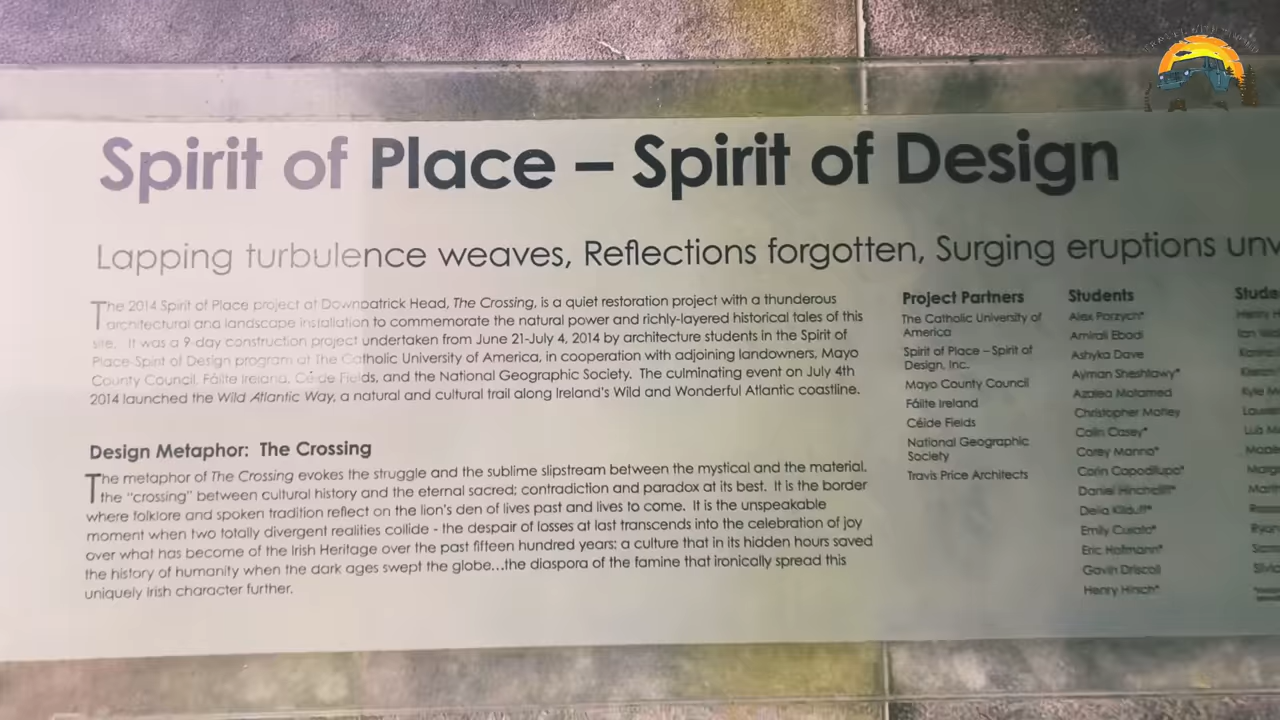 Spirit of Place – Spirit of Design
Lapping turbulence weaves, Reflections forgotten, Surging eruptions
The 2014 Spirit of Place project at Downpatrick Head, The Crossing, is a quiet restoration project with a thunderous
architectural and landscape installation to commemorate the natural power and richly-layered historical tales of this
site. It was a 9-day construction project undertaken from June 21-July 4, 2014 by architecture students in the Spirit of
Place-Spirit of Design program at The Catholic University of America, in cooperation with adjoining landowners, Mayo
County Council, Fáilte Ireland, Céide Fields, and the National Geographic Society. The culminating event on July 4th
2014 launched the Wild Atlantic Way, a natural and cultural trail along Ireland's Wild and Wonderful Atlantic coastline.
Design Metaphor: The Crossing
The metaphor of The Crossing evokes the struggle and the sublime slipstream between the mystical and the material,
the "crossing" between cultural history and the eternal sacred; contradiction and paradox at its best. It is the border
where folklore and spoken tradition reflect on the lion's den of lives past and lives to come. It is the unspeakable
moment when two totally divergent realities collide - the despair of losses at last transcends into the celebration of joy
over what has become of the Irish Heritage over the past fifteen hundred years; a culture that in its hidden hours saved
the history of humanity when the dark ages swept the globe...the diaspora of the famine that ironically spread this
uniquely Irish character further.
Project Partners
The Catholic University of
America
Spirit of Place – Spirit of
Design, Inc.
Mayo County Council
Fáilte Ireland
Céide Fields
National Geographic
Society
Travis Price Architects
Students
Alex Parzych*
Amirali Ebadi
Ashyka Dave
Ayman Sheshtawy*
Azalea Motamed
Christopher Motley
Colin Casey*
Corey Manna*
Corin Capodilupo*
Daniel Hinchcliff*
Delia Kilduff*
Emily Curato*
Eric Hofmann*
Gavin Driscoll
Henry Hirsch*